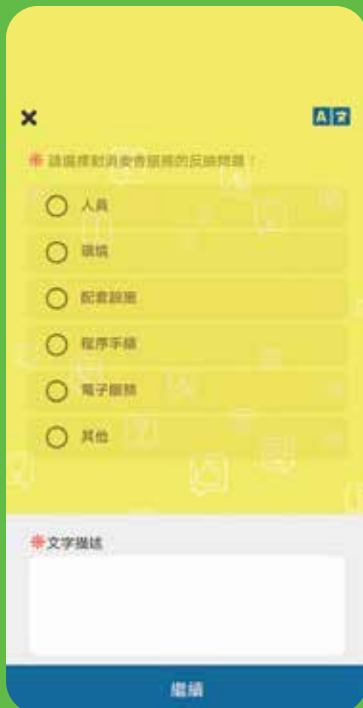 A文
※ 請選擇對消委會服務的反映問題：
人員
環境
配套設施
程序手續
電子服務
其他
※文字描述
繼續